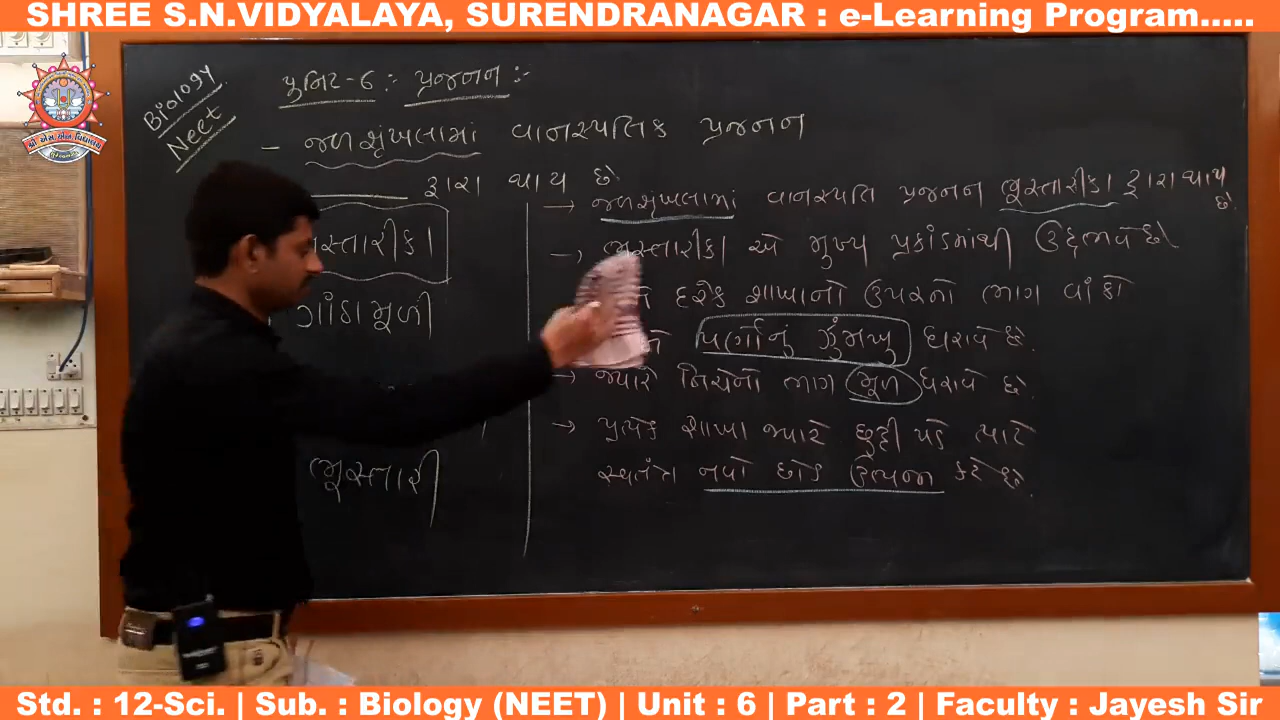 SHREE S.N.VIDYALAYA, SURENDRANAGAR : e-Learning Program.....
Biology
Neet
યુનિટ-૬ :- પ્રજનન :-
- જળશૃંખલામાં વાનસ્પતિક પ્રજનન
દ્વારા થાય છે.
સ્તારીકા
ગાંઠામૂળી
ભૂસ્તારી
→ જળશૃંખલામાં વાનસ્પતિ પ્રજનન ભૂસ્તારીકા દ્વારા થાય છે.
→ ભૂસ્તારીકા એ મુખ્ય પ્રકાંડમાંથી ઉદ્દભવે છે
દરેક શાખાનો ઉપરનો ભાગ વાંકો
પર્ણોનું ઝુમખુ ધરાવે છે.
→ જ્યારે નિચેનો ભાગ મૂળ ધરાવે છે.
→ પ્રત્યેક શાખા જ્યારે છુટ્ટી પડે ત્યારે
સ્વતંત્ર નવો છોડ ઉત્પન્ન કરે છે.
Std. : 12-Sci. | Sub. : Biology (NEET) | Unit : 6 | Part : 2 | Faculty : Jayesh Sir